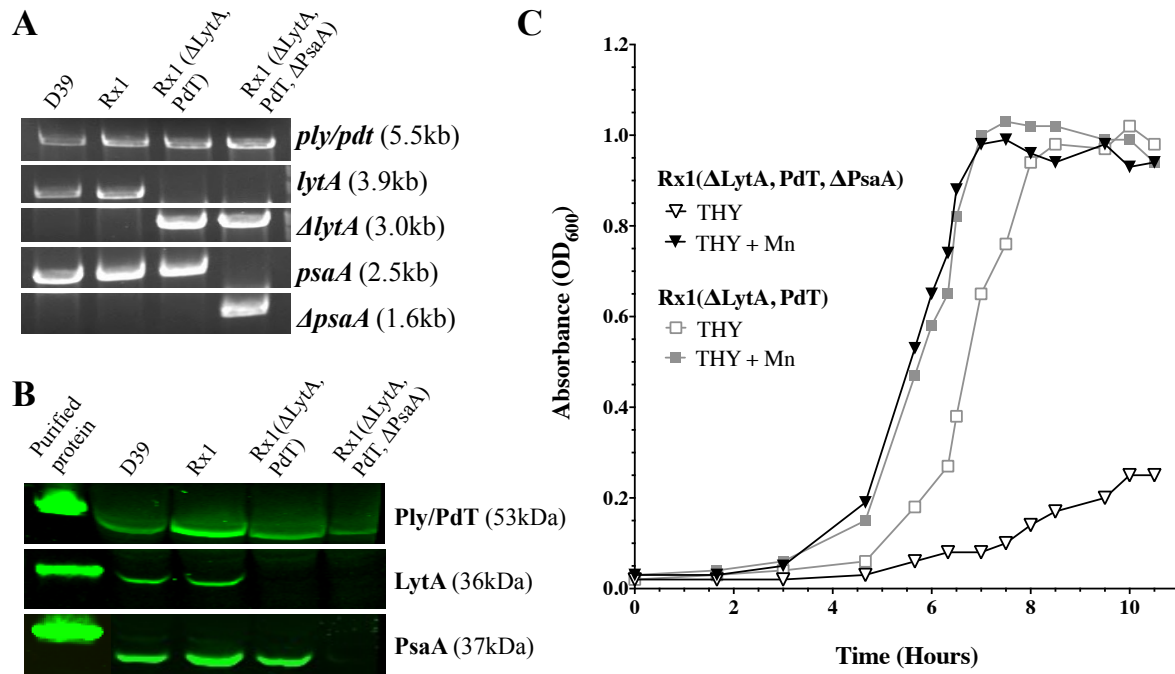 A
D39
Rx1
Rx1 (ΔLytA,
PdT)
Rx1 (ΔLytA,
PdT, ΔPsaA)
ply/pdt (5.5kb)
lytA (3.9kb)
ΔlytA (3.0kb)
psaA (2.5kb)
ΔpsaA (1.6kb)
B
Purified
protein
D39
Rx1
Rx1(ΔLytA,
PdT)
Rx1(ΔLytA,
PdT, ΔPsaA)
Ply/PdT (53kDa)
LytA (36kDa)
PsaA (37kDa)
C
1.2
1.0
0.8
0.6
0.4
0.2
0.0
Absorbance (OD600)
Rx1(ΔLytA, PdT, ΔPsaA)
THY
THY + Mn
Rx1(ΔLytA, PdT)
THY
THY + Mn
0
2
4
6
8
10
Time (Hours)